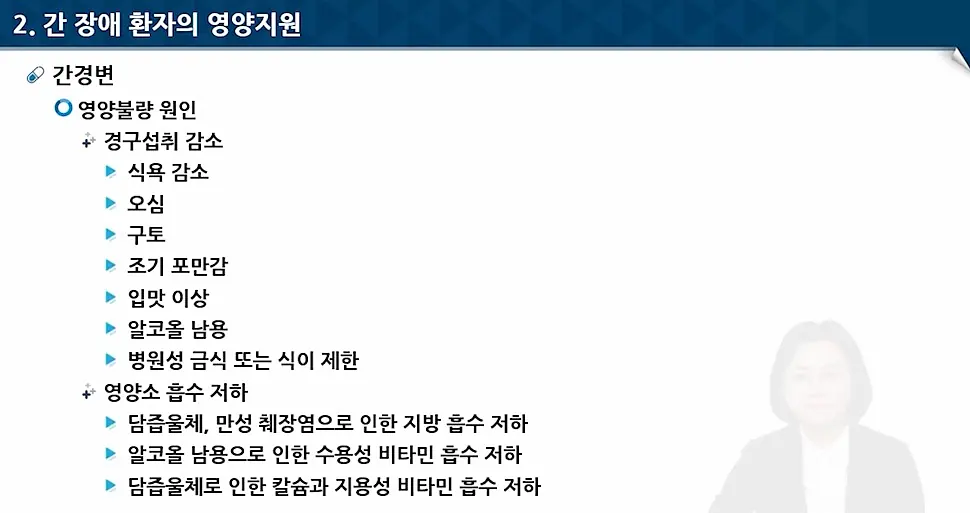 2. 간 장애 환자의 영양지원
간경변
영양불량 원인
경구섭취 감소
식욕 감소
오심
구토
조기 포만감
입맛 이상
알코올 남용
병원성 금식 또는 식이 제한
영양소 흡수 저하
담즙울체, 만성 췌장염으로 인한 지방 흡수 저하
알코올 남용으로 인한 수용성 비타민 흡수 저하
담즙울체로 인한 칼슘과 지용성 비타민 흡수 저하